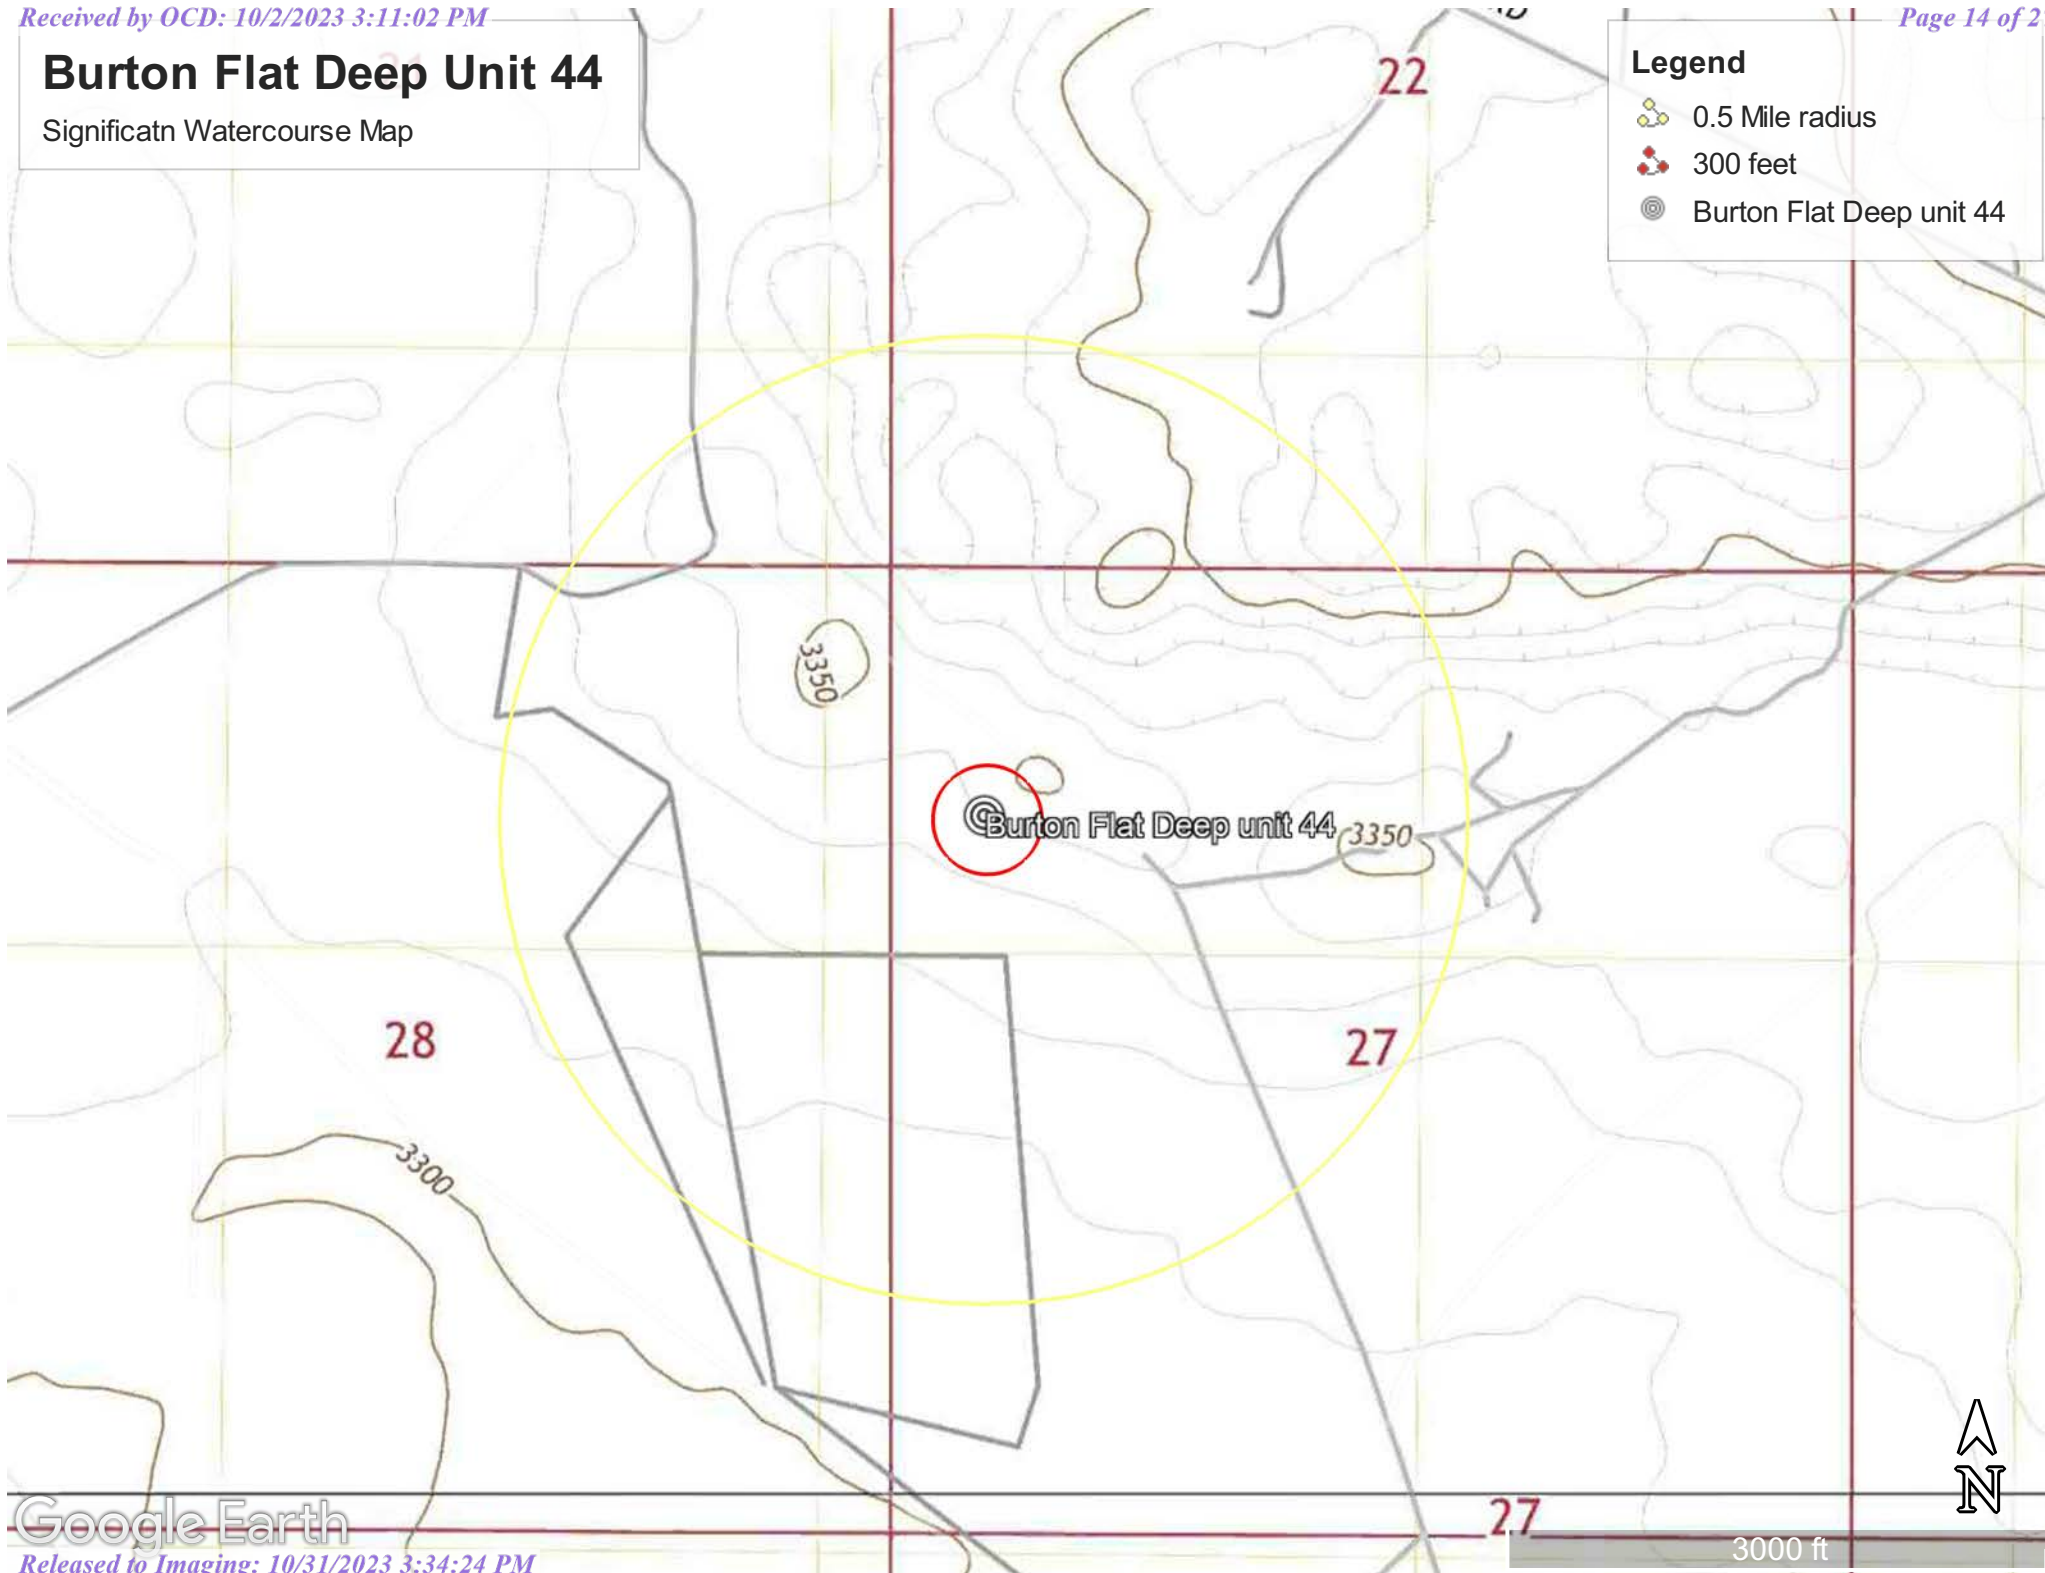 Received by OCD: 10/2/2023 3:11:02 PM
Page 14 of 2
Burton Flat Deep Unit 44
Significatn Watercourse Map
Legend
0.5 Mile radius
300 feet
Burton Flat Deep unit 44
22
3350
Burton Flat Deep unit 44
3350
28
27
3300
N
27
Google Earth
3000 ft
Released to Imaging: 10/31/2023 3:34:24 PM